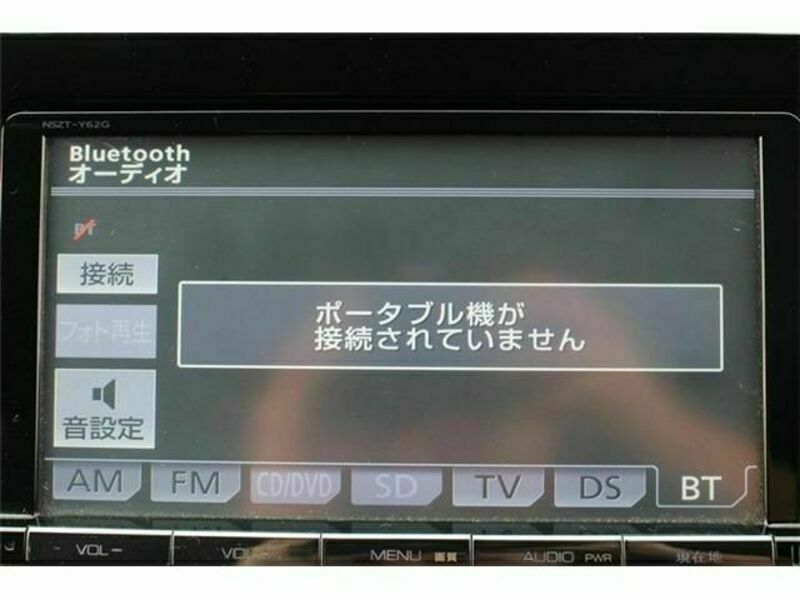 NSZT-Y62G
Bluetooth
オーディオ
BT
接続
フォト再生
ポータブル機が
接続されていません
音設定
AM FM CD/DVD SD TV DS BT
VOL− VOL MENU 画質 AUDIO PWR 現在地